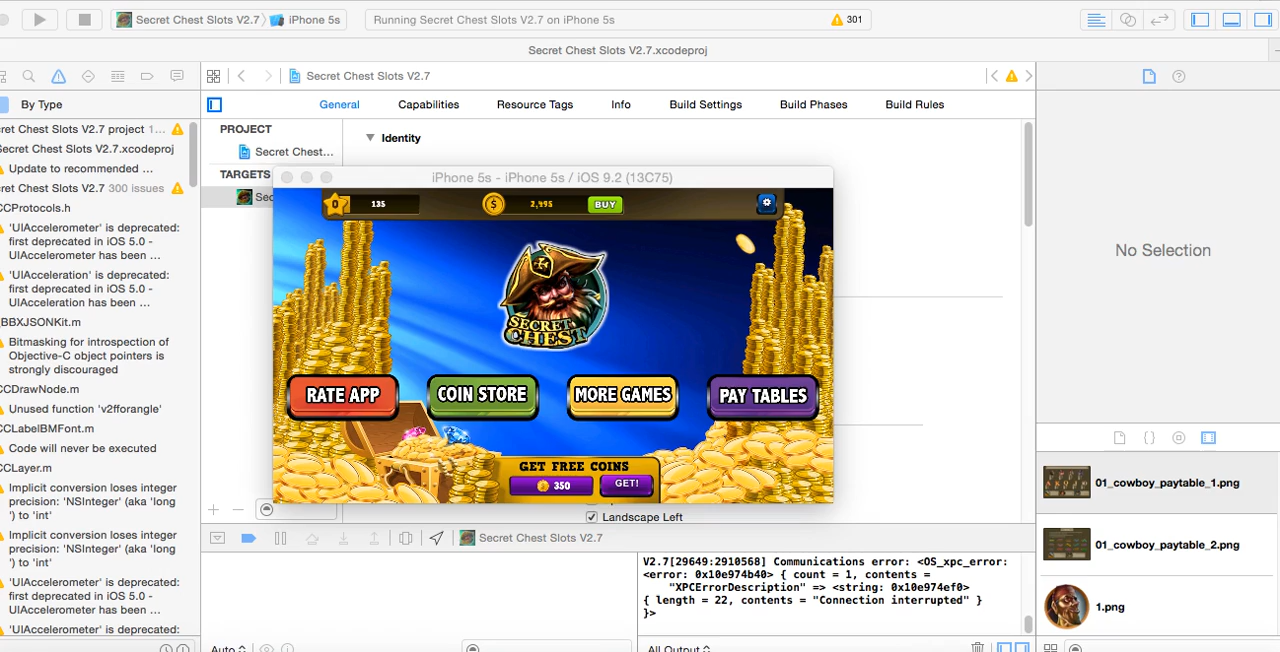 Secret Chest Slots V2.7
iPhone 5s
Running Secret Chest Slots V2.7 on iPhone 5s
301
Secret Chest Slots V2.7.xcodeproj
Secret Chest Slots V2.7
By Type
General
Capabilities
Resource Tags
Info
Build Settings
Build Phases
Build Rules
ret Chest Slots V2.7 project 1...
Secret Chest Slots V2.7.xcodeproj
Update to recommended ...
ret Chest Slots V2.7 300 issues
CCProtocols.h
'UIAccelerometer' is deprecated:
first deprecated in iOS 5.0 -
UIAccelerometer has been ...
'UIAcceleration' is deprecated:
first deprecated in iOS 5.0 -
UIAcceleration has been ...
BBXJSONKit.m
Bitmasking for introspection of
Objective-C object pointers is
strongly discouraged
CCDrawNode.m
Unused function 'v2fforangle'
CCLabelBMFont.m
Code will never be executed
CCLayer.m
Implicit conversion loses integer
precision: 'NSInteger' (aka 'long
') to 'int'
Implicit conversion loses integer
precision: 'NSInteger' (aka 'long
') to 'int'
'UIAccelerometer' is deprecated:
first deprecated in iOS 5.0 -
UIAccelerometer has been ...
'UIAccelerometer' is deprecated:
PROJECT
Secret Chest...
TARGETS
Sec
Identity
iPhone 5s - iPhone 5s / iOS 9.2 (13C75)
0
135
$
2,495
BUY
SECRET
CHEST
RATE APP
COIN STORE
MORE GAMES
PAY TABLES
GET FREE COINS
350
GET!
Landscape Left
Secret Chest Slots V2.7
V2.7[29649:2910568] Communications error: <OS_xpc_error:
<error: 0x10e974b40> { count = 1, contents =
"XPCErrorDescription" => <string: 0x10e974ef0>
{ length = 22, contents = "Connection interrupted" }
}>
Auto
All Output
No Selection
01_cowboy_paytable_1.png
01_cowboy_paytable_2.png
1.png